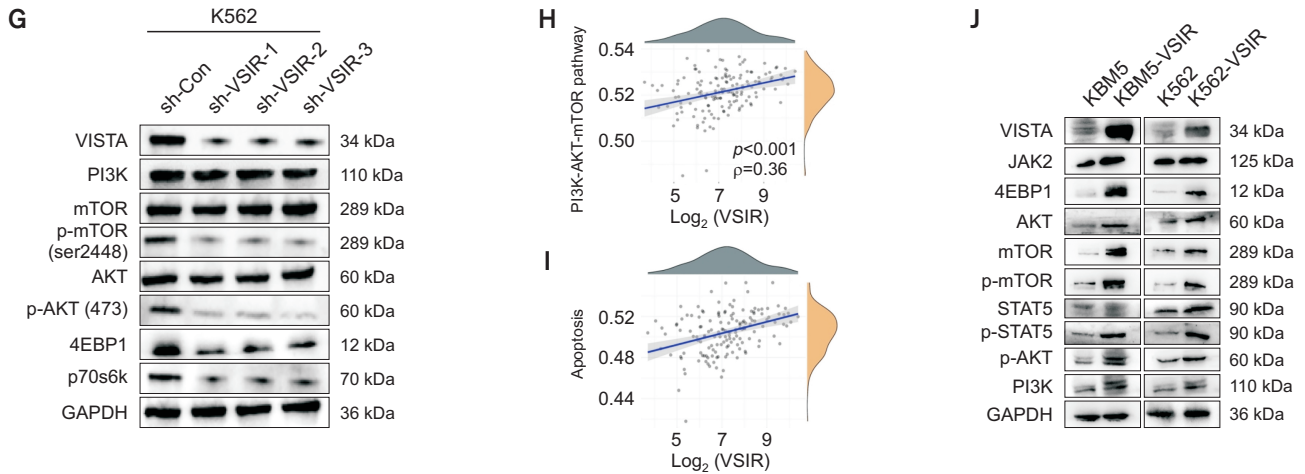 G
K562
sh-Con
sh-VSIR-1
sh-VSIR-2
sh-VSIR-3
VISTA 34 kDa
PI3K 110 kDa
mTOR 289 kDa
p-mTOR
(ser2448) 289 kDa
AKT 60 kDa
p-AKT (473) 60 kDa
4EBP1 12 kDa
p70s6k 70 kDa
GAPDH 36 kDa
H
PI3K-AKT-mTOR pathway
0.54
0.52
0.50
p<0.001
ρ=0.36
5 7 9
Log2 (VSIR)
I
Apoptosis
0.52
0.48
0.44
5 7 9
Log2 (VSIR)
J
KBM5
KBM5-VSIR
K562
K562-VSIR
VISTA 34 kDa
JAK2 125 kDa
4EBP1 12 kDa
AKT 60 kDa
mTOR 289 kDa
p-mTOR 289 kDa
STAT5 90 kDa
p-STAT5 90 kDa
p-AKT 60 kDa
PI3K 110 kDa
GAPDH 36 kDa